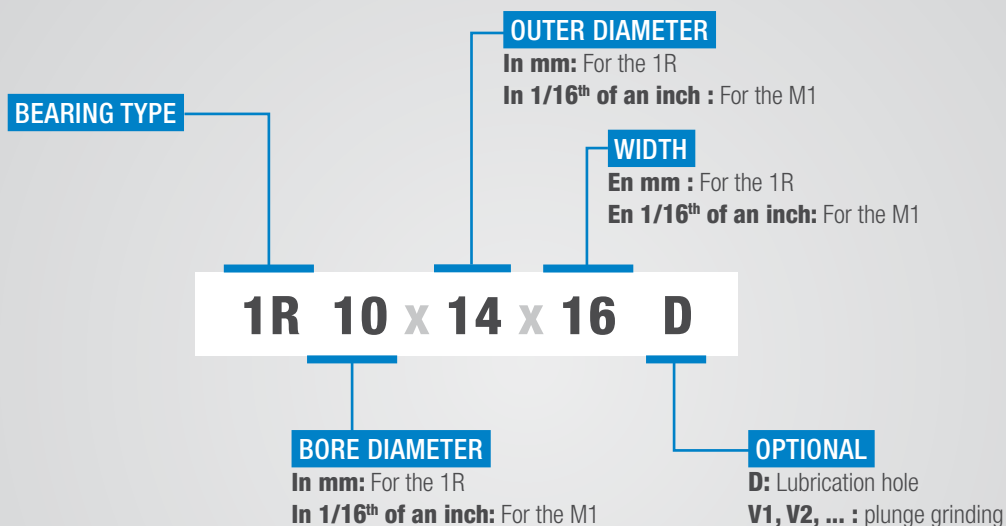 OUTER DIAMETER
In mm: For the 1R
In 1/16th of an inch : For the M1
BEARING TYPE
WIDTH
En mm : For the 1R
En 1/16th of an inch: For the M1
1R 10 x 14 x 16 D
BORE DIAMETER
In mm: For the 1R
In 1/16th of an inch: For the M1
OPTIONAL
D: Lubrication hole
V1, V2, ... : plunge grinding